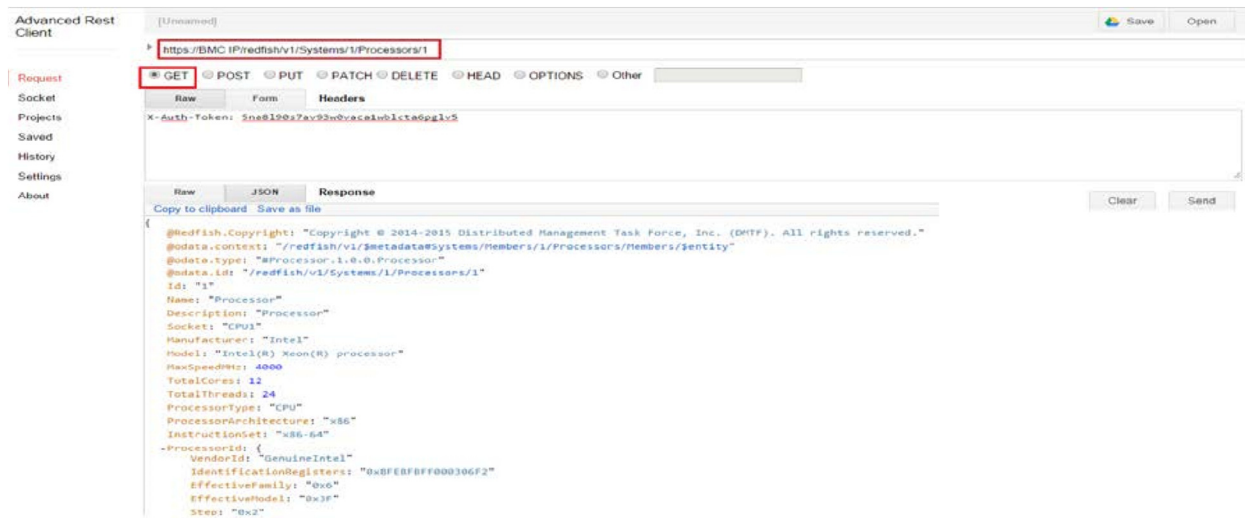 Advanced Rest Client
[Unnamed]
Save
Open
https://BMC IP/redfish/v1/Systems/1/Processors/1
Request
GET POST PUT PATCH DELETE HEAD OPTIONS Other
Socket
Raw Form Headers
Projects
X-Auth-Token:
Saved
History
Settings
About
Raw JSON Response
Clear
Send
Copy to clipboard Save as file
{
@Redfish.Copyright: "Copyright © 2014-2015 Distributed Management Task Force, Inc. (DMTF). All rights reserved."
@odata.context: "/redfish/v1/$metadata#Systems/Members/1/Processors/Members/$entity"
@odata.type: "#Processor.1.0.0.Processor"
@odata.id: "/redfish/v1/Systems/1/Processors/1"
Id: "1"
Name: "Processor"
Description: "Processor"
Socket: "CPU1"
Manufacturer: "Intel"
Model: "Intel(R) Xeon(R) processor"
MaxSpeedMHz: 4000
TotalCores: 12
TotalThreads: 24
ProcessorType: "CPU"
ProcessorArchitecture: "x86"
InstructionSet: "x86-64"
-ProcessorId: {
VendorId: "GenuineIntel"
IdentificationRegisters: "0xBFEBFBFF000306F2"
EffectiveFamily: "0x6"
EffectiveModel: "0x3F"
Step: "0x2"